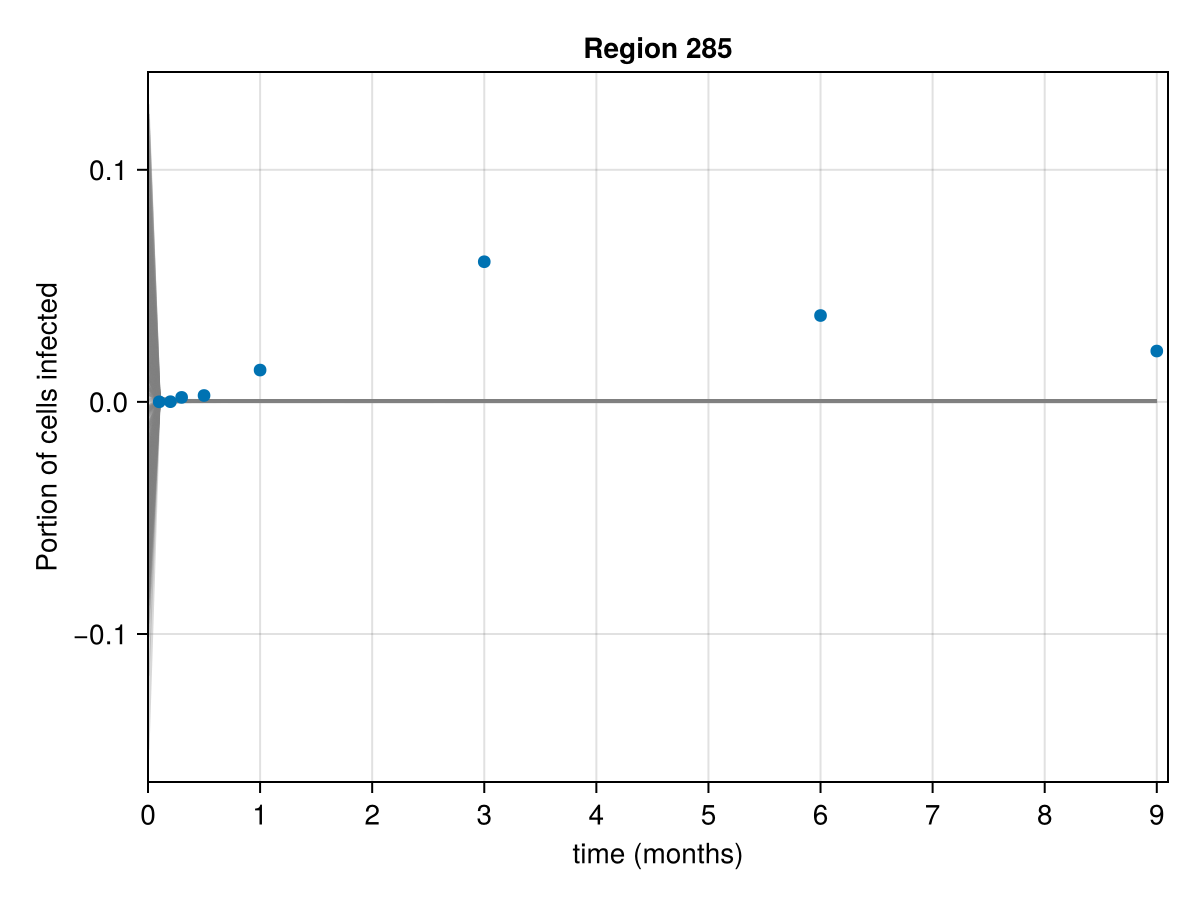 Region 285
Portion of cells infected
0.1
0.0
−0.1
0 1 2 3 4 5 6 7 8 9
time (months)